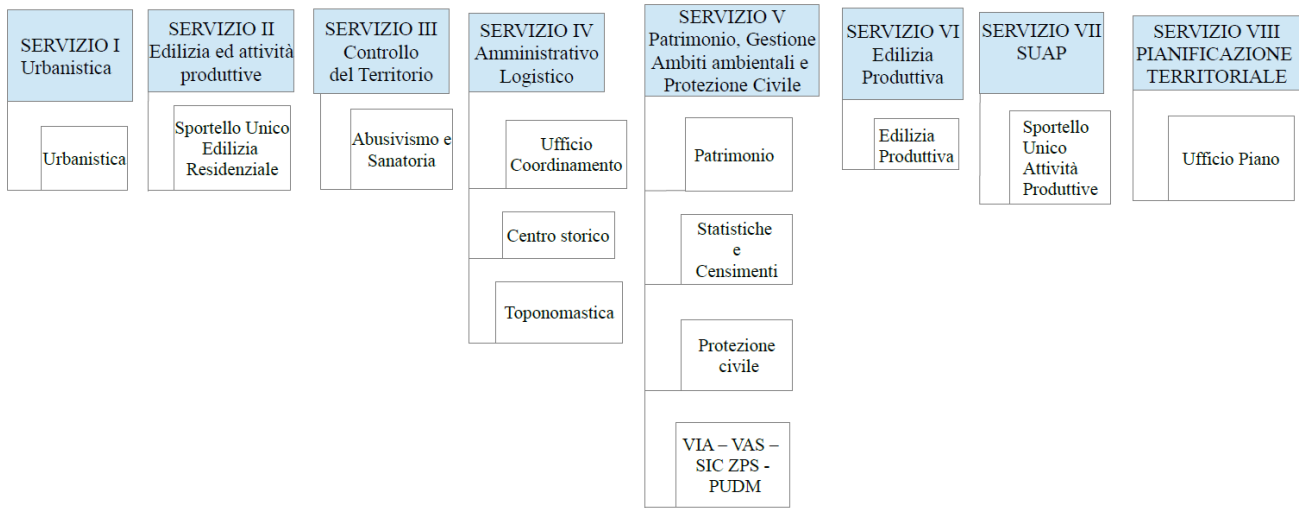 SERVIZIO I
Urbanistica
Urbanistica
SERVIZIO II
Edilizia ed attività
produttive
Sportello Unico
Edilizia
Residenziale
SERVIZIO III
Controllo
del Territorio
Abusivismo e
Sanatoria
SERVIZIO IV
Amministrativo
Logistico
Ufficio
Coordinamento
Centro storico
Toponomastica
SERVIZIO V
Patrimonio, Gestione
Ambiti ambientali e
Protezione Civile
Patrimonio
Statistiche
e
Censimenti
Protezione
civile
VIA – VAS –
SIC ZPS -
PUDM
SERVIZIO VI
Edilizia
Produttiva
Edilizia
Produttiva
SERVIZIO VII
SUAP
Sportello
Unico
Attività
Produttive
SERVIZIO VIII
PIANIFICAZIONE
TERRITORIALE
Ufficio Piano